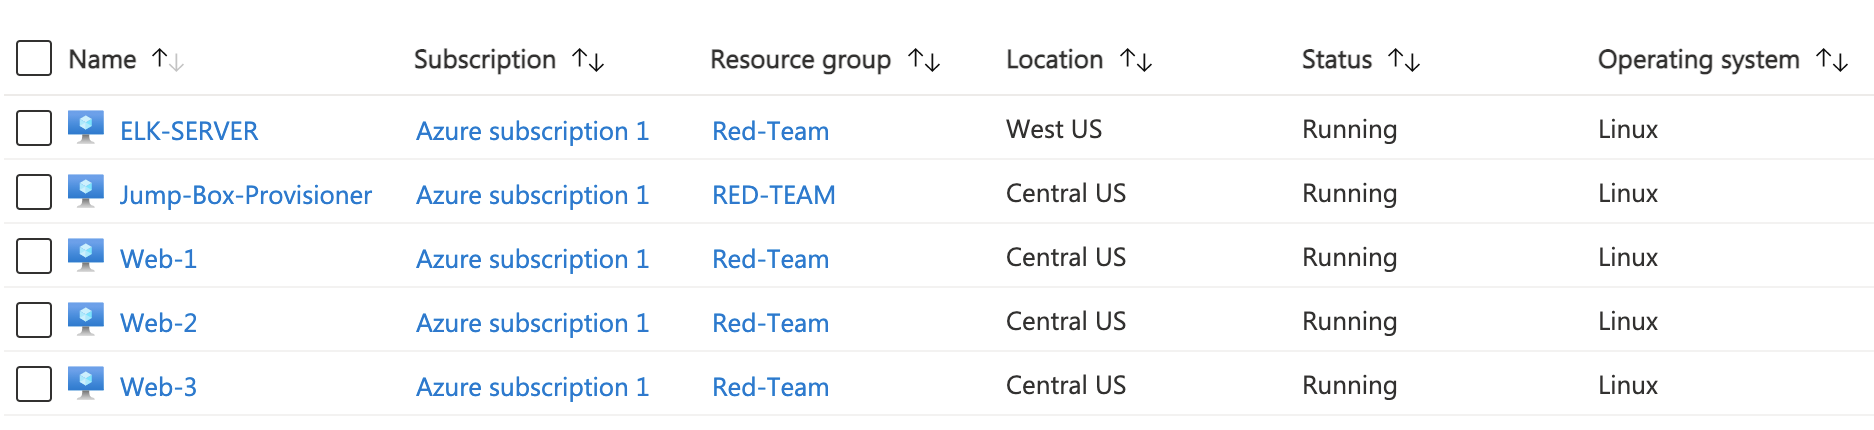 Name Subscription Resource group Location Status Operating system
ELK-SERVER Azure subscription 1 Red-Team West US Running Linux
Jump-Box-Provisioner Azure subscription 1 RED-TEAM Central US Running Linux
Web-1 Azure subscription 1 Red-Team Central US Running Linux
Web-2 Azure subscription 1 Red-Team Central US Running Linux
Web-3 Azure subscription 1 Red-Team Central US Running Linux